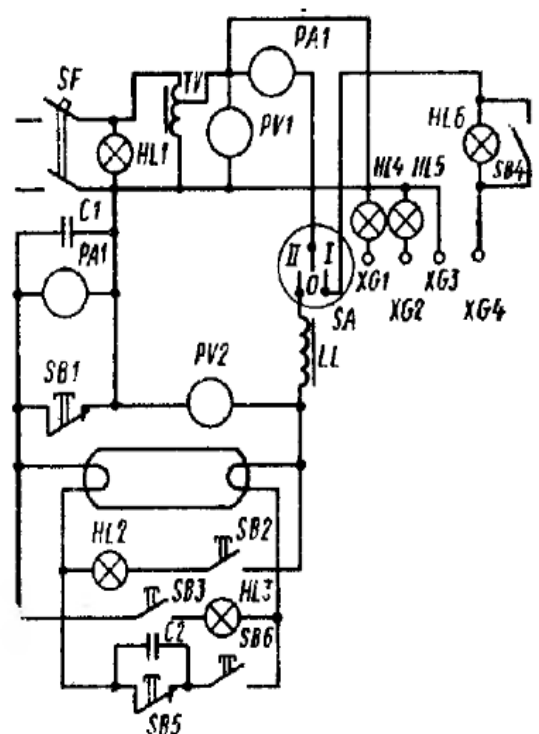 PA1
SF
TV
HL6
PV1
HL1
HL4 HL5
SB4
C1
PA1
II I
0
XG1
XG3
SA
XG2
XG4
PV2
LL
SB1
HL2
SB2
SB3
HL3
C2
SB6
SB5